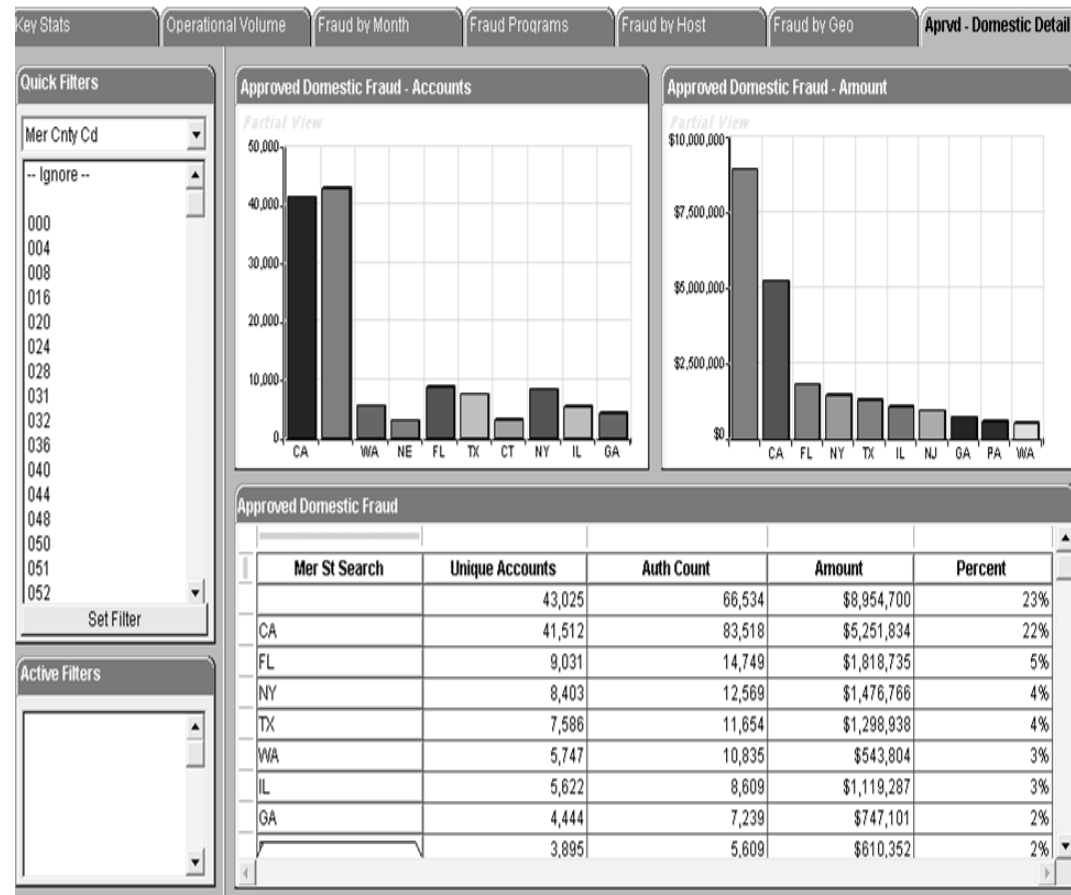 Key Stats
Operational Volume
Fraud by Month
Fraud Programs
Fraud by Host
Fraud by Geo
Aprvd - Domestic Detail
Quick Filters
Mer Cnty Cd
-- Ignore --
000
004
008
016
020
024
028
031
032
036
040
044
048
050
051
052
Set Filter
Active Filters
Approved Domestic Fraud - Accounts
Partial View
50,000
40,000
30,000
20,000
10,000
0
CA WA NE FL TX CT NY IL GA
Approved Domestic Fraud - Amount
Partial View
$10,000,000
$7,500,000
$5,000,000
$2,500,000
$0
CA FL NY TX IL NJ GA PA WA
Approved Domestic Fraud
Mer St Search Unique Accounts Auth Count Amount Percent
43,025 66,534 $8,954,700 23%
CA 41,512 83,518 $5,251,834 22%
FL 9,031 14,749 $1,818,735 5%
NY 8,403 12,569 $1,476,766 4%
TX 7,586 11,654 $1,298,938 4%
WA 5,747 10,835 $543,804 3%
IL 5,622 8,609 $1,119,287 3%
GA 4,444 7,239 $747,101 2%
3,895 5,609 $610,352 2%